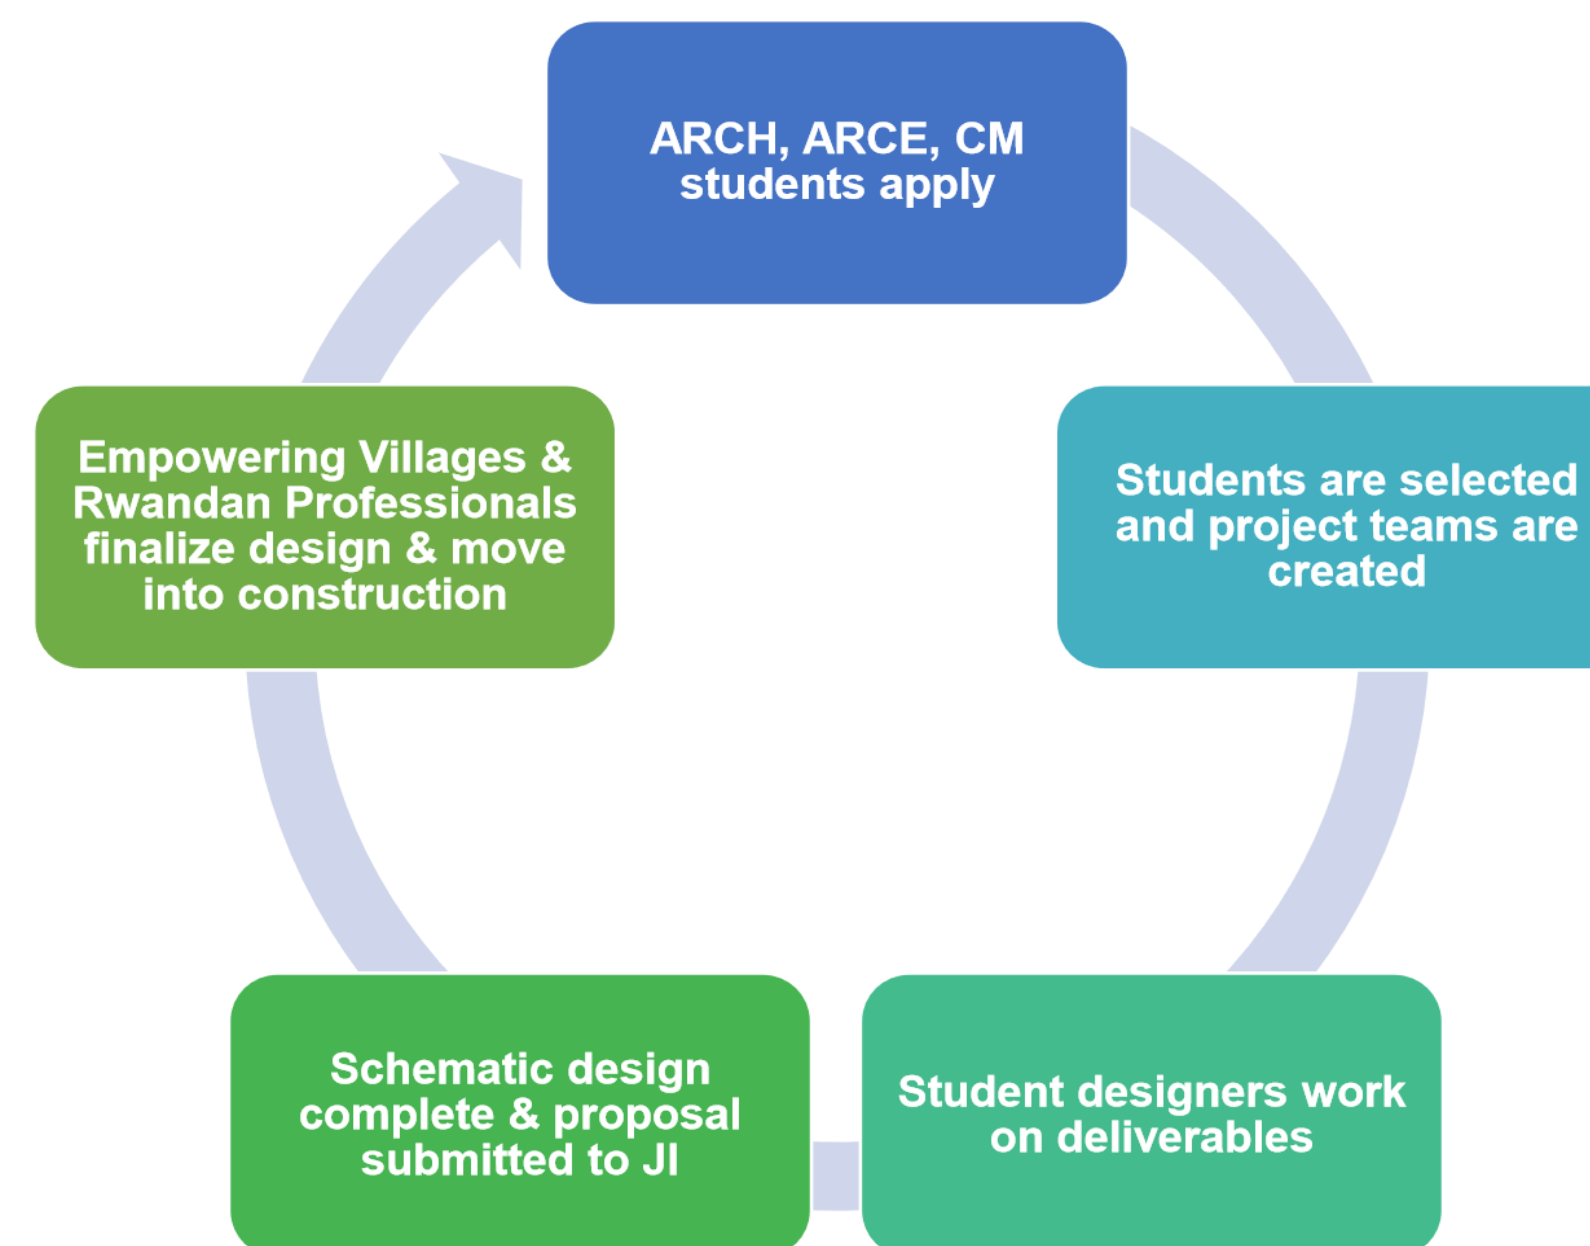 ARCH, ARCE, CM
students apply
Students are selected
and project teams are
created
Student designers work
on deliverables
Schematic design
complete & proposal
submitted to JI
Empowering Villages &
Rwandan Professionals
finalize design & move
into construction